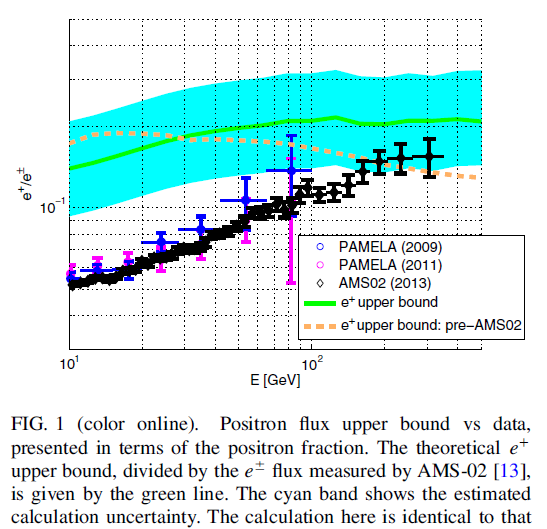 e⁺/e±
10⁻¹
PAMELA (2009)
PAMELA (2011)
AMS02 (2013)
e⁺ upper bound
e⁺ upper bound: pre−AMS02
10¹
10²
E [GeV]
FIG. 1 (color online). Positron flux upper bound vs data,
presented in terms of the positron fraction. The theoretical e⁺
upper bound, divided by the e± flux measured by AMS-02 [13],
is given by the green line. The cyan band shows the estimated
calculation uncertainty. The calculation here is identical to that